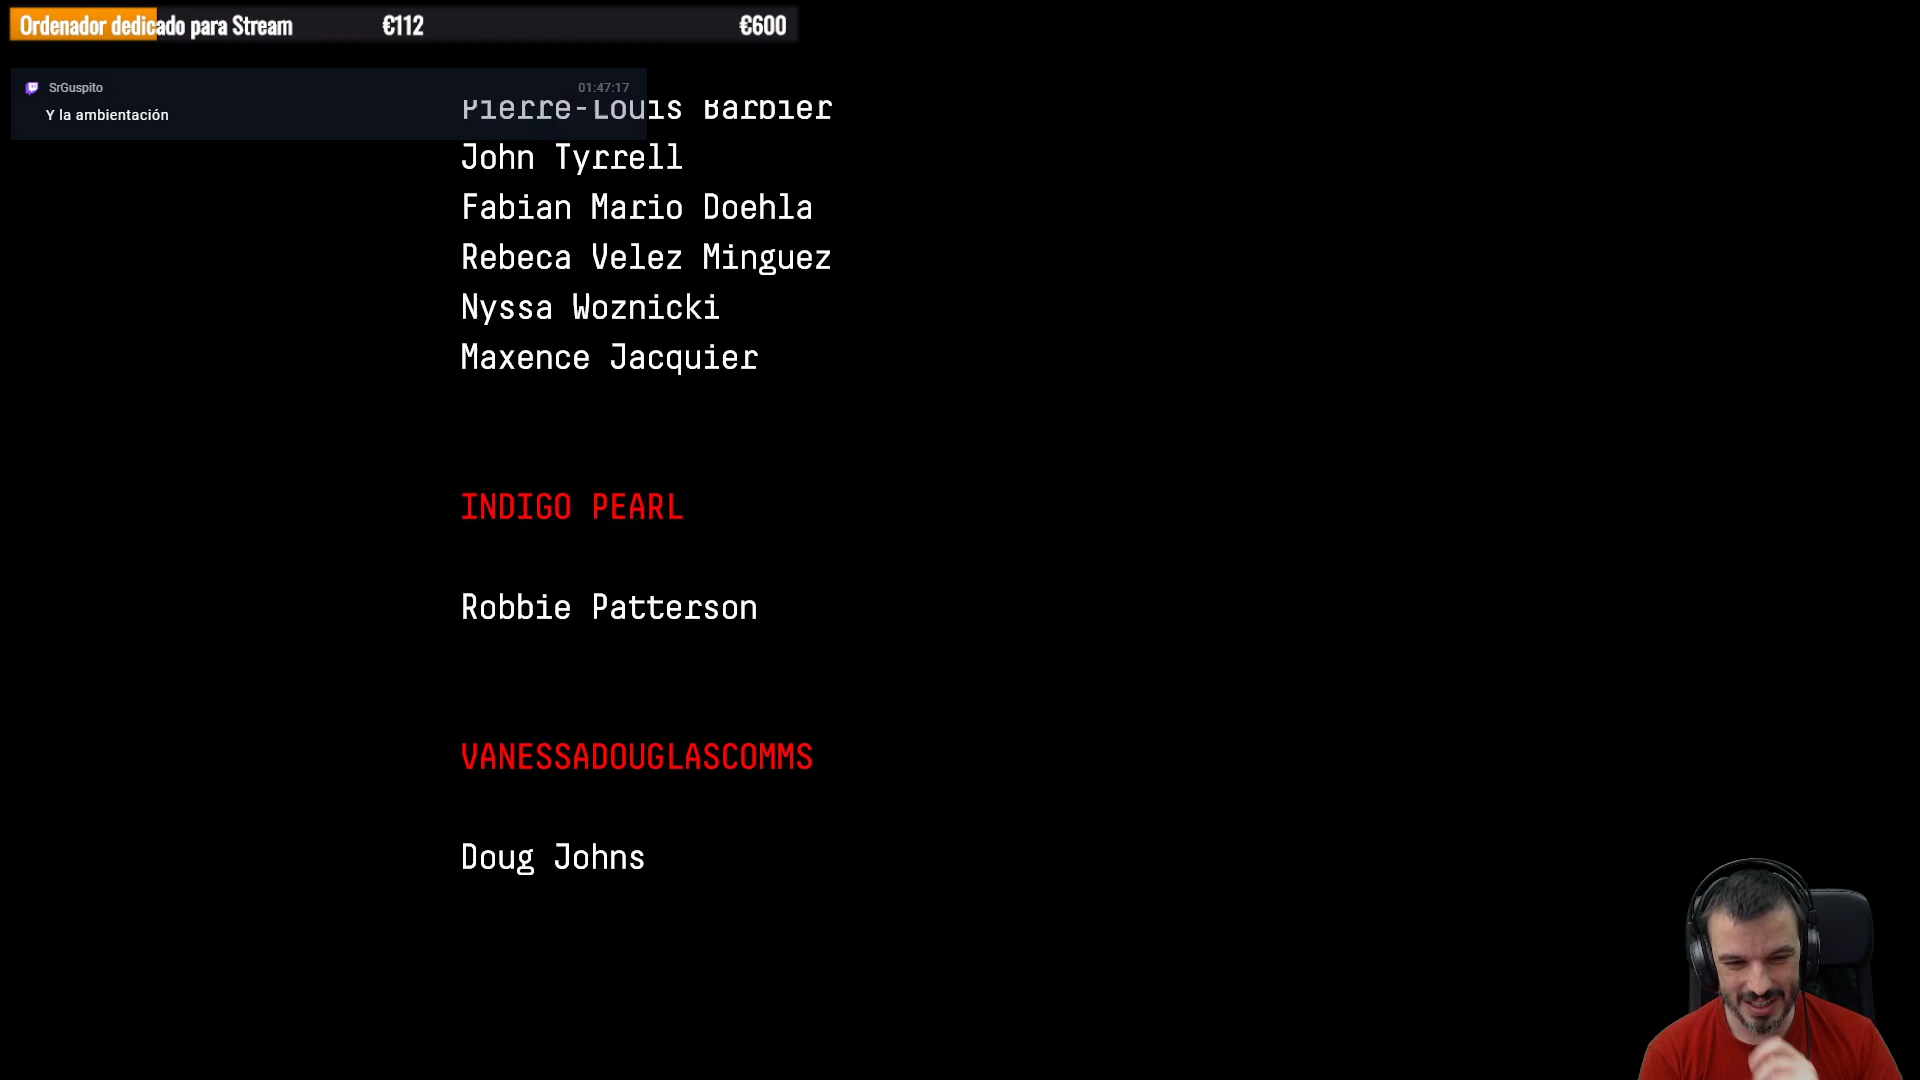 Ordenador dedicado para Stream €112 €600
SrGuspito 01:47:17
Y la ambientación
Pierre-Louis Barbier
John Tyrrell
Fabian Mario Doehla
Rebeca Velez Minguez
Nyssa Woznicki
Maxence Jacquier
INDIGO PEARL
Robbie Patterson
VANESSADOUGLASCOMMS
Doug Johns